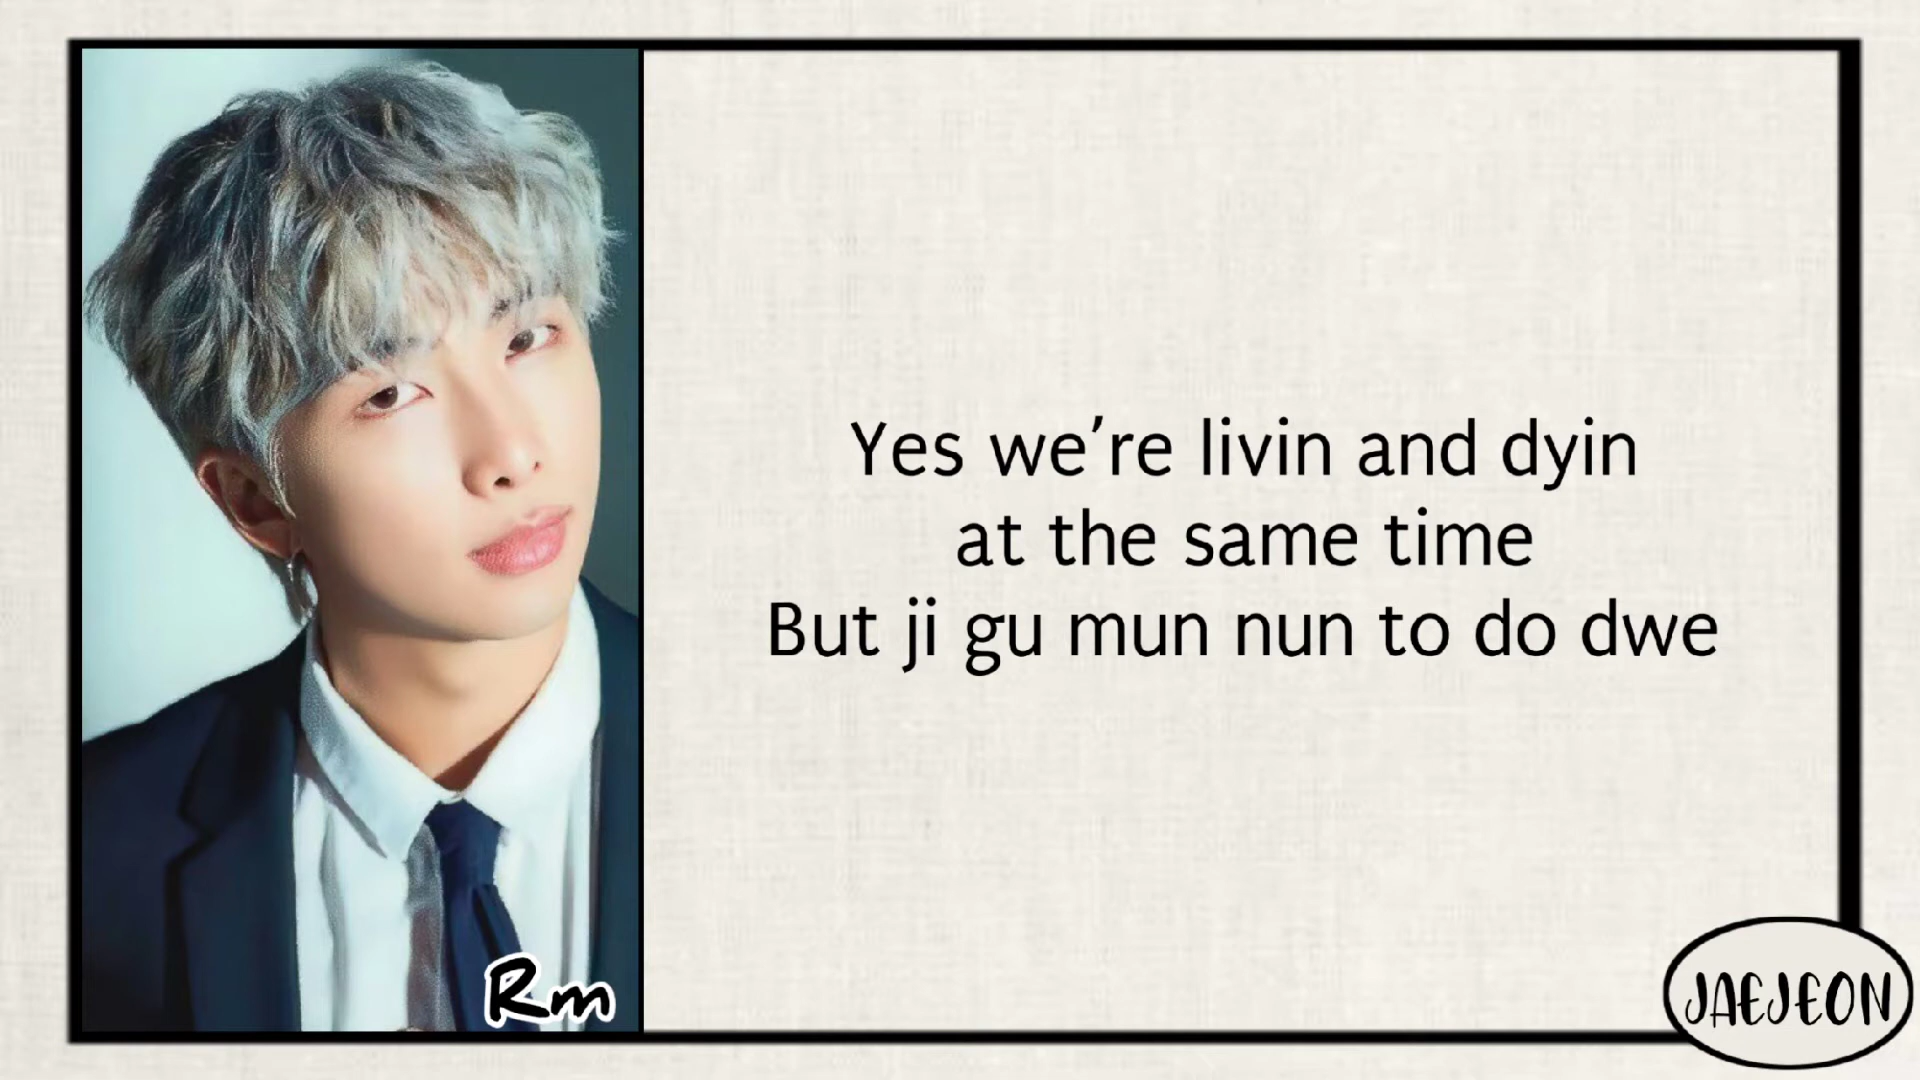 Yes we're livin and dyin
at the same time
But ji gu mun nun to do dwe
Rm
JAEJEON